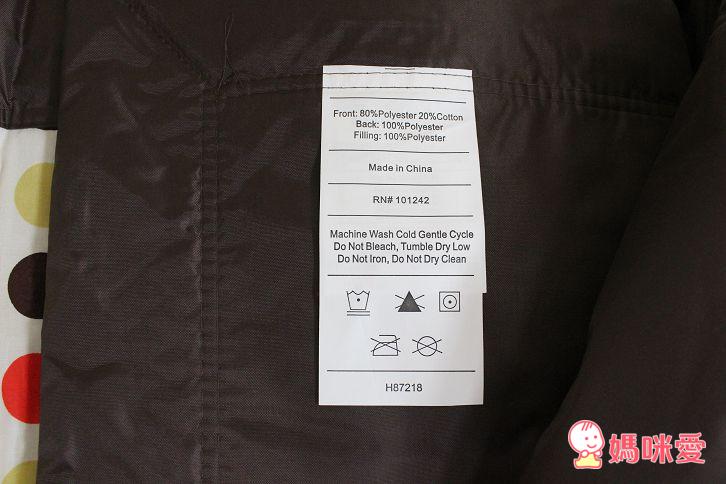 Front: 80%Polyester 20%Cotton
Back: 100%Polyester
Filling: 100%Polyester
Made in China
RN# 101242
Machine Wash Cold Gentle Cycle
Do Not Bleach, Tumble Dry Low
Do Not Iron, Do Not Dry Clean
H87218
媽咪愛